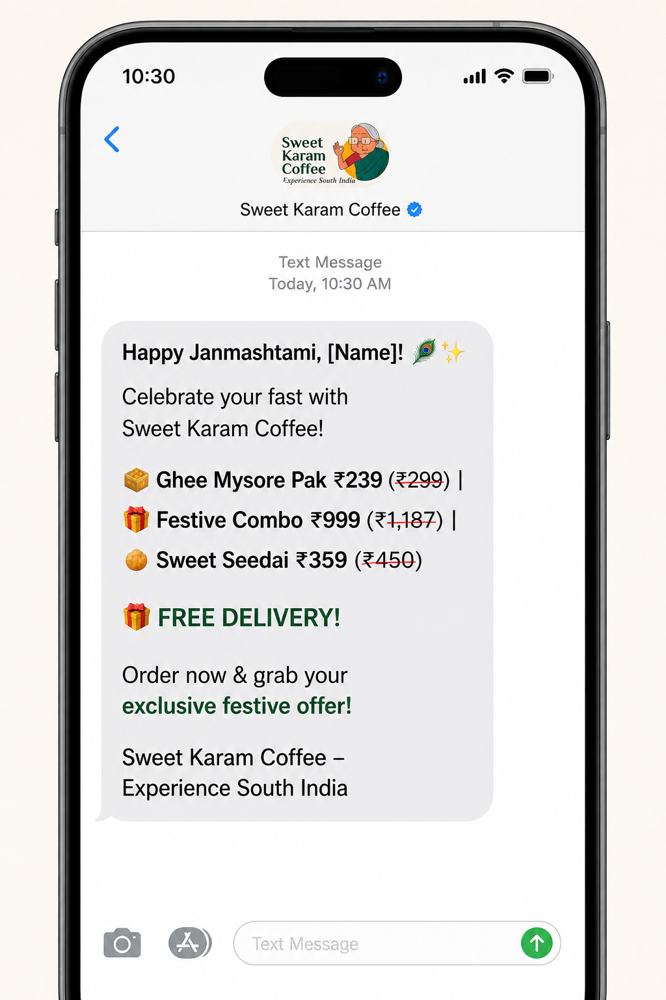 10:30
Sweet
Karam
Coffee
Experience South India
Sweet Karam Coffee
Text Message
Today, 10:30 AM
Happy Janmashtami, [Name]! 🦚✨
Celebrate your fast with
Sweet Karam Coffee!
Ghee Mysore Pak ₹239 (₹299) |
🎁 Festive Combo ₹999 (₹1,187) |
Sweet Seedai ₹359 (₹450)
🎁 FREE DELIVERY!
Order now & grab your
exclusive festive offer!
Sweet Karam Coffee –
Experience South India
Text Message